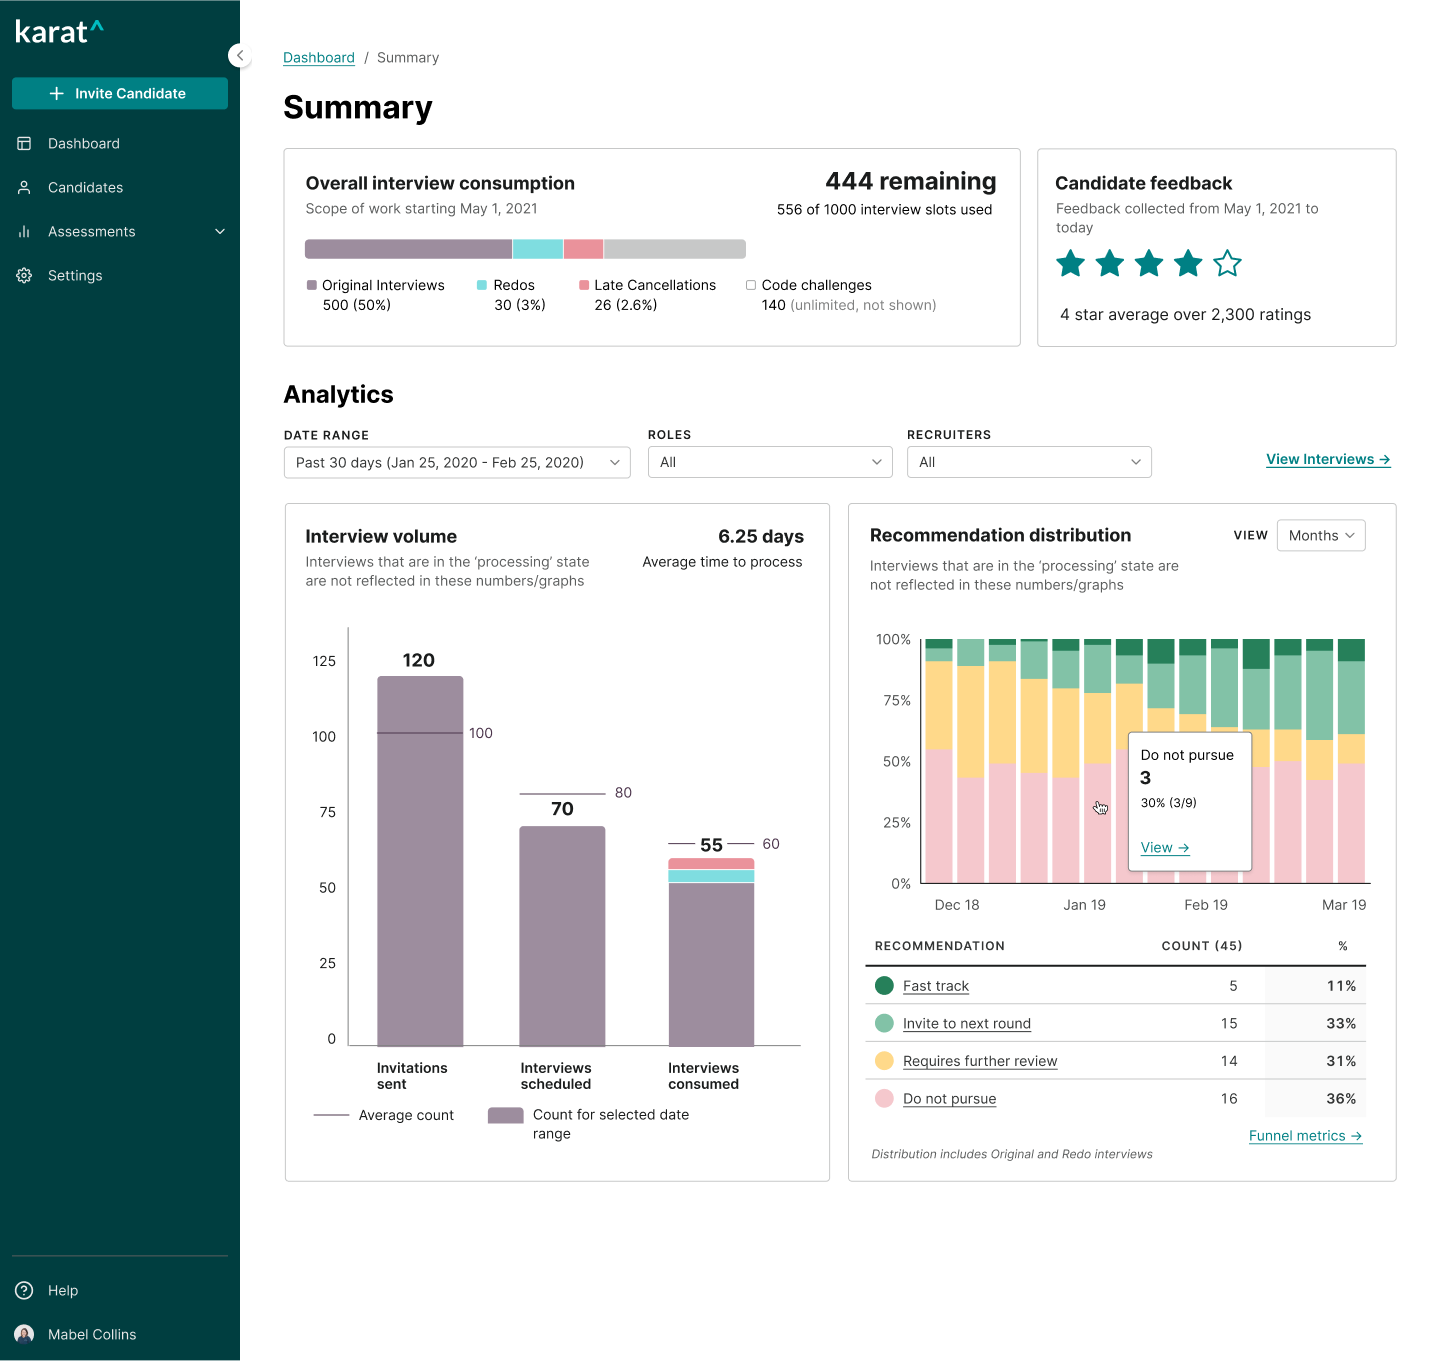 karat^
Invite Candidate
Dashboard
Candidates
Assessments
Settings
Help
Mabel Collins
Dashboard / Summary
Summary
Overall interview consumption
Scope of work starting May 1, 2021
444 remaining
556 of 1000 interview slots used
Original Interviews
500 (50%)
Redos
30 (3%)
Late Cancellations
26 (2.6%)
Code challenges
140 (unlimited, not shown)
Candidate feedback
Feedback collected from May 1, 2021 to
today
4 star average over 2,300 ratings
Analytics
DATE RANGE
Past 30 days (Jan 25, 2020 - Feb 25, 2020)
ROLES
All
RECRUITERS
All
View Interviews →
Interview volume
Interviews that are in the ‘processing’ state
are not reflected in these numbers/graphs
6.25 days
Average time to process
125
100
75
50
25
0
120
100
80
70
55
60
Invitations
sent
Interviews
scheduled
Interviews
consumed
Average count
Count for selected date
range
Recommendation distribution
VIEW
Months
Interviews that are in the ‘processing’ state are
not reflected in these numbers/graphs
100%
75%
50%
25%
0%
Do not pursue
3
30% (3/9)
View →
Dec 18
Jan 19
Feb 19
Mar 19
RECOMMENDATION COUNT (45) %
Fast track 5 11%
Invite to next round 15 33%
Requires further review 14 31%
Do not pursue 16 36%
Funnel metrics →
Distribution includes Original and Redo interviews